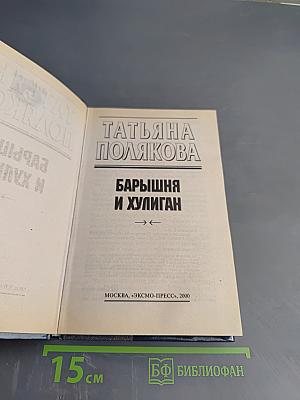 ТАТЬЯНА
ПОЛЯКОВА
БАРЫШНЯ
И ХУЛИГАН
МОСКВА, «ЭКСМО-ПРЕСС», 2000
15 СМ
БФ БИБЛИОФАН